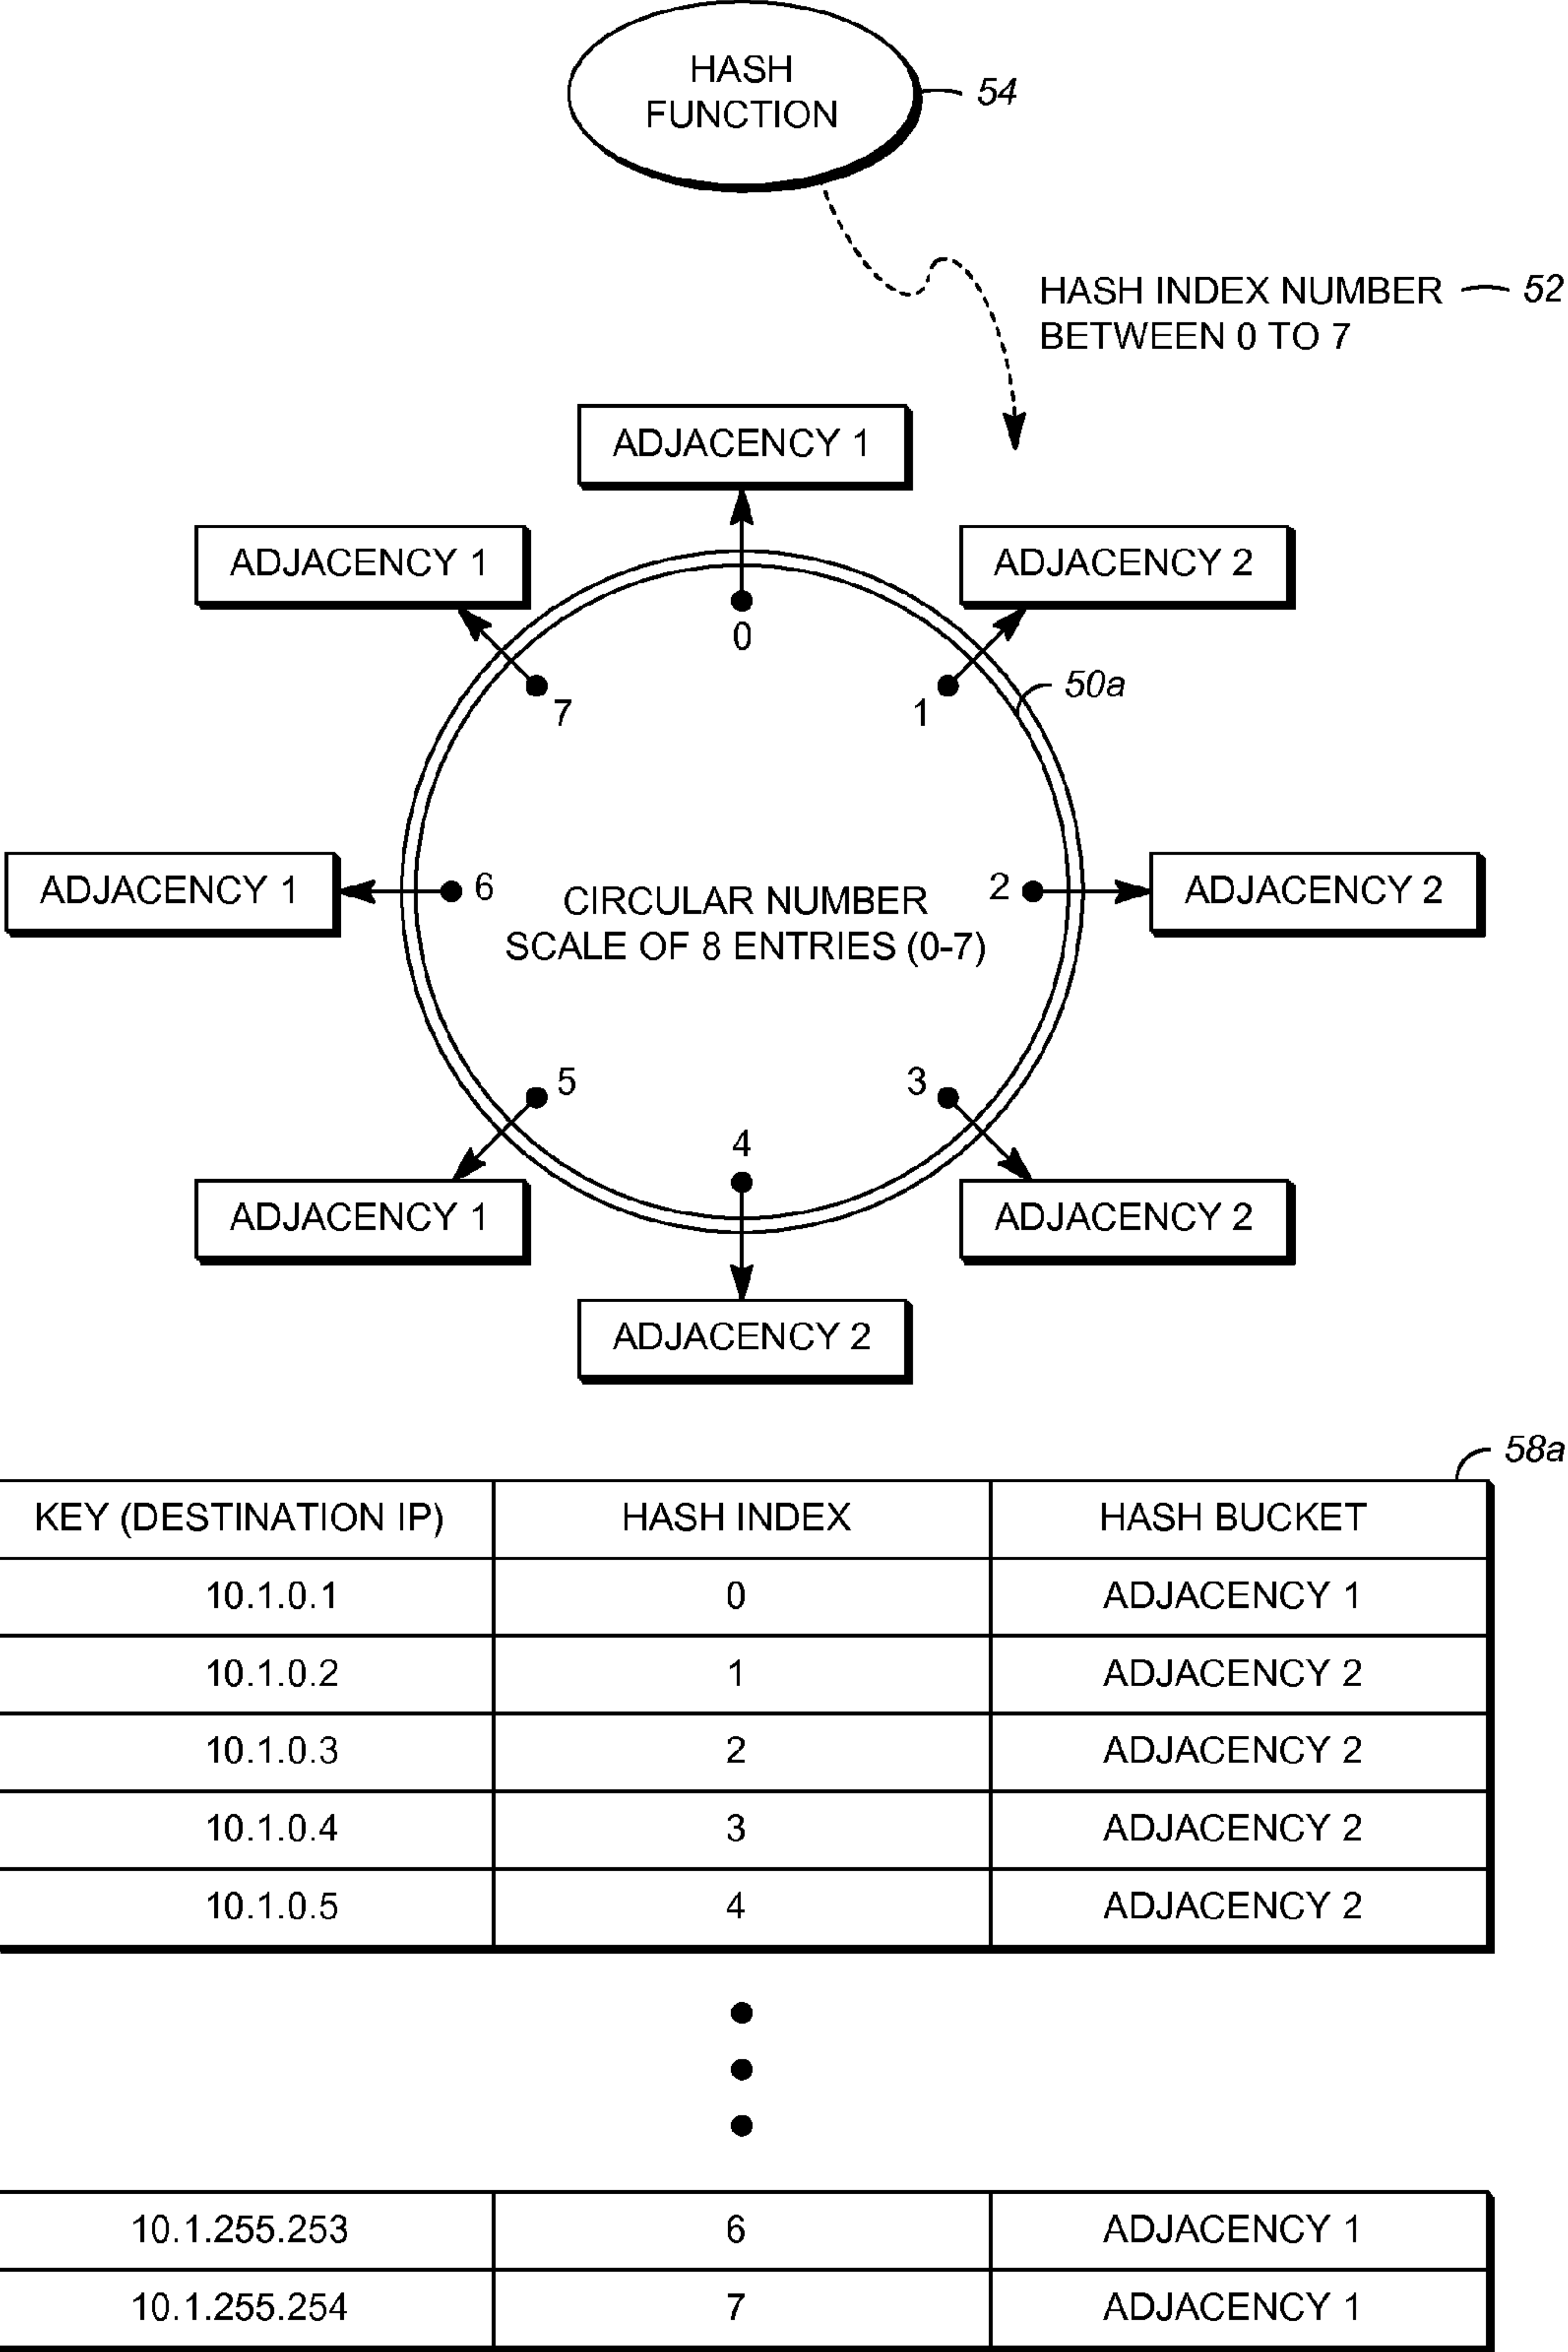 HASH
FUNCTION
54
HASH INDEX NUMBER 52
BETWEEN 0 TO 7
ADJACENCY 1
ADJACENCY 1
ADJACENCY 2
0
7
1
50a
ADJACENCY 1
6
CIRCULAR NUMBER
SCALE OF 8 ENTRIES (0-7)
2
ADJACENCY 2
5
3
4
ADJACENCY 1
ADJACENCY 2
ADJACENCY 2
58a
KEY (DESTINATION IP) HASH INDEX HASH BUCKET
10.1.0.1 0 ADJACENCY 1
10.1.0.2 1 ADJACENCY 2
10.1.0.3 2 ADJACENCY 2
10.1.0.4 3 ADJACENCY 2
10.1.0.5 4 ADJACENCY 2
10.1.255.253 6 ADJACENCY 1
10.1.255.254 7 ADJACENCY 1